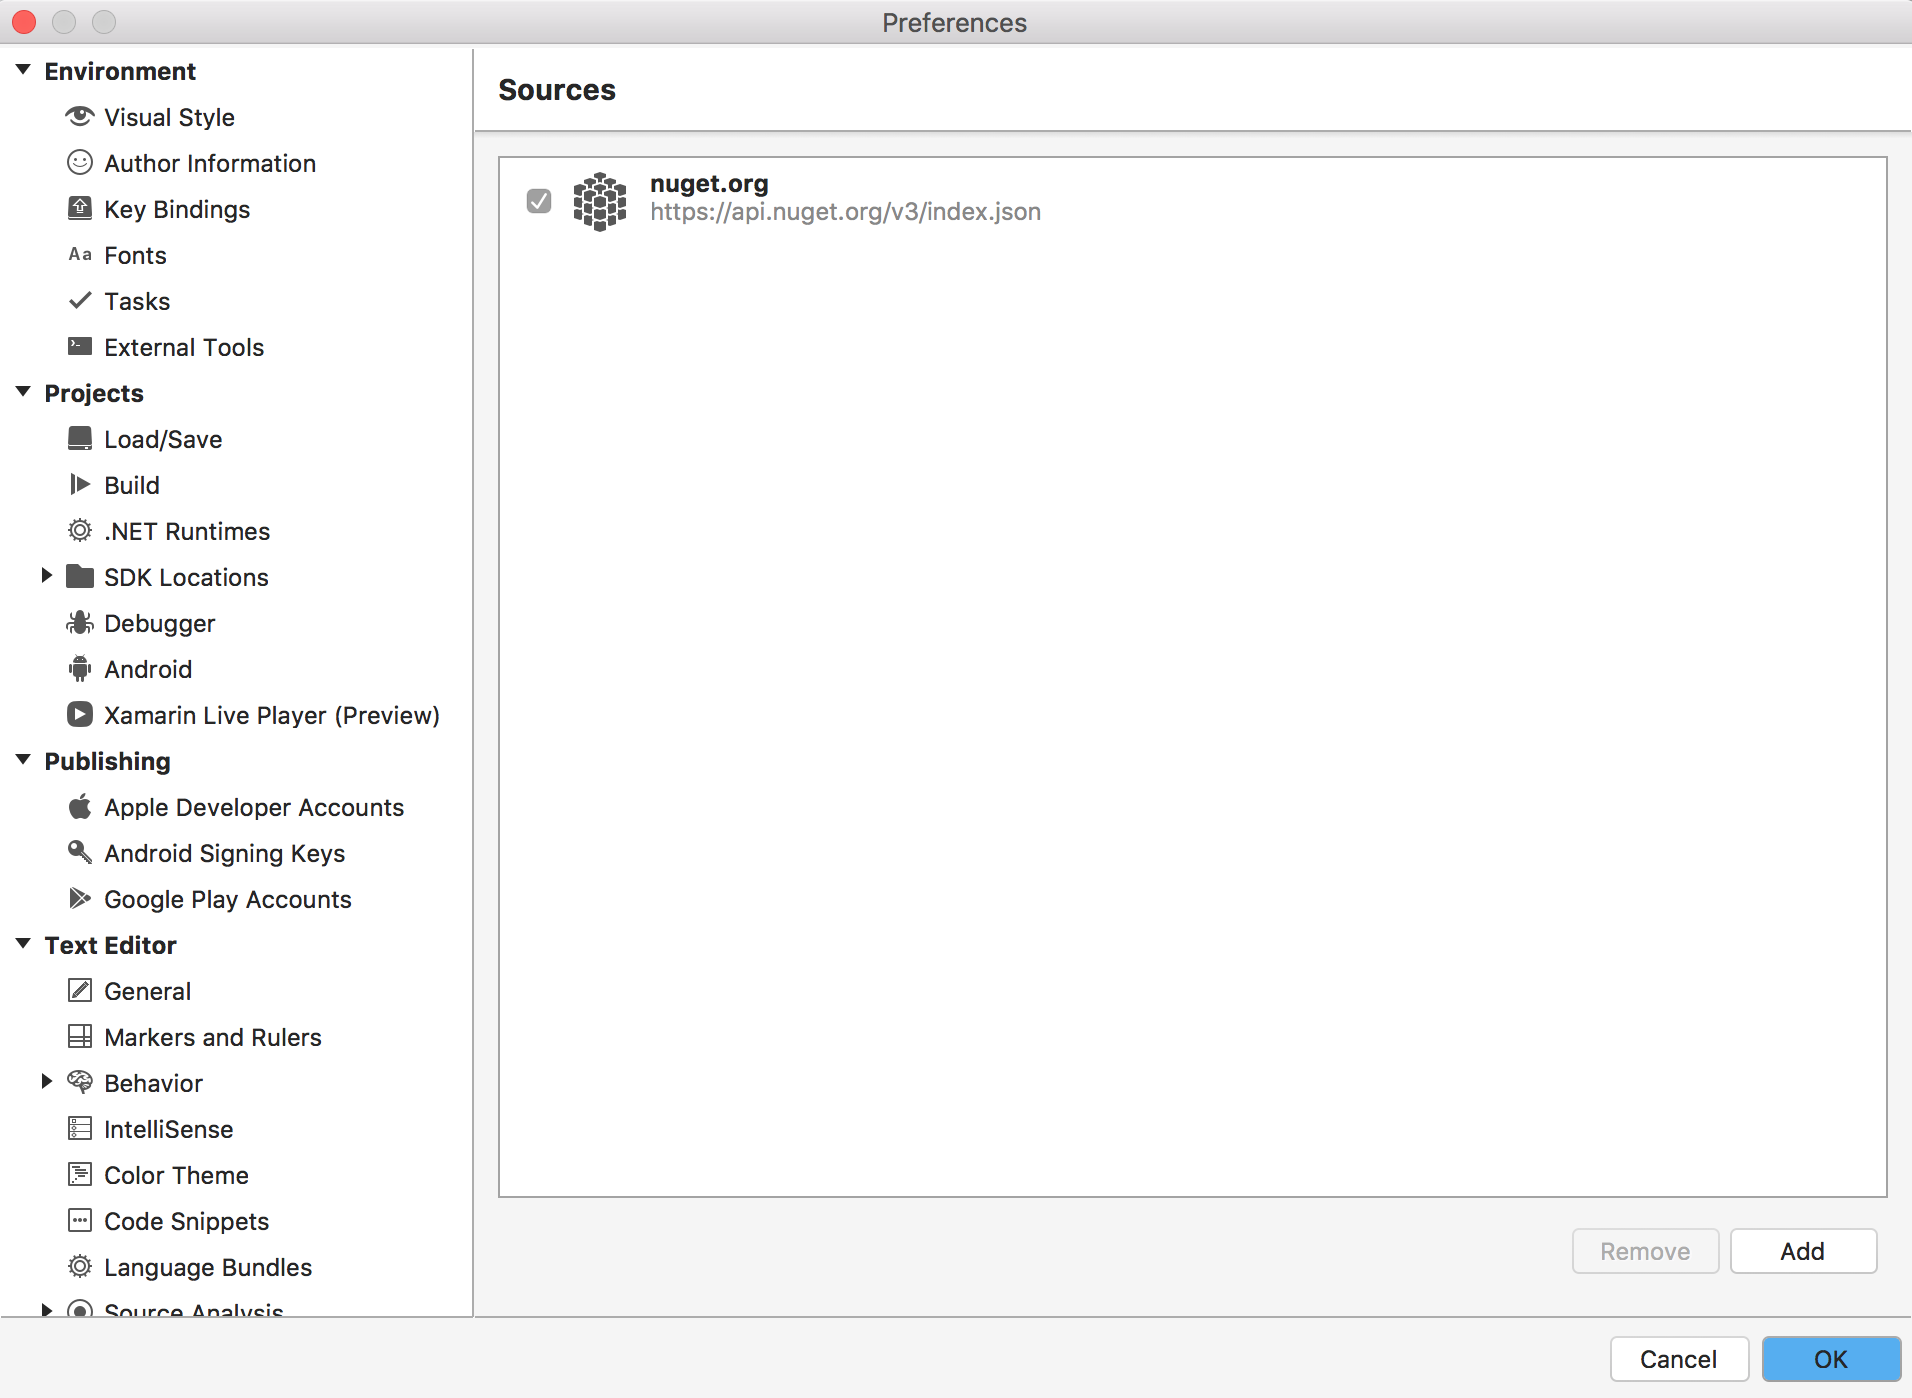 Preferences
Environment
Visual Style
Author Information
Key Bindings
Aa Fonts
Tasks
External Tools
Projects
Load/Save
Build
.NET Runtimes
SDK Locations
Debugger
Android
Xamarin Live Player (Preview)
Publishing
Apple Developer Accounts
Android Signing Keys
Google Play Accounts
Text Editor
General
Markers and Rulers
Behavior
IntelliSense
Color Theme
Code Snippets
Language Bundles
Source Analysis
Sources
nuget.org
https://api.nuget.org/v3/index.json
Remove
Add
Cancel
OK